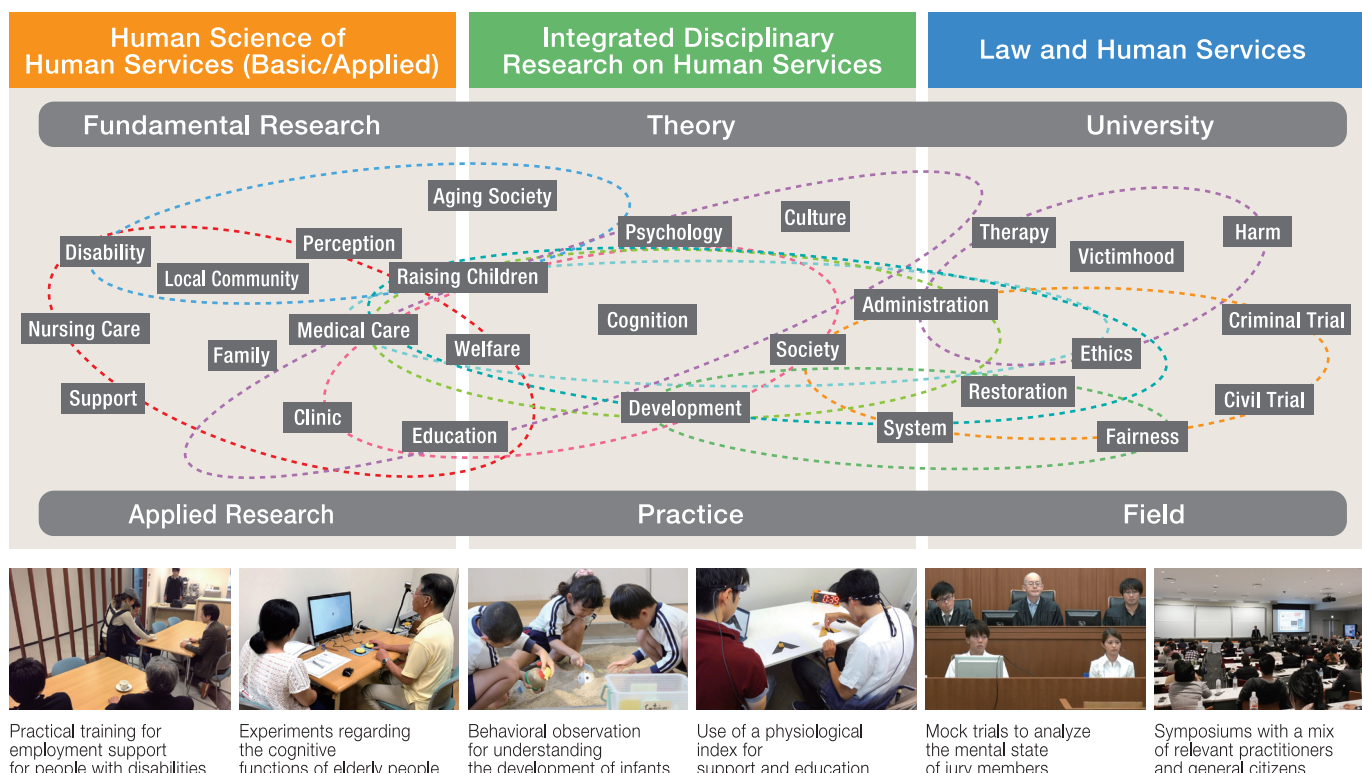 Human Science of
Human Services (Basic/Applied)
Integrated Disciplinary
Research on Human Services
Law and Human Services
Fundamental Research
Theory
University
Aging Society
Psychology
Culture
Therapy
Harm
Disability
Perception
Victimhood
Local Community
Raising Children
Administration
Nursing Care
Medical Care
Cognition
Criminal Trial
Family
Welfare
Society
Ethics
Support
Clinic
Development
Restoration
Civil Trial
Education
System
Fairness
Applied Research
Practice
Field
0:39
Practical training for
employment support
for people with disabilities
Experiments regarding
the cognitive
functions of elderly people
Behavioral observation
for understanding
the development of infants
Use of a physiological
index for
support and education
Mock trials to analyze
the mental state
of jury members
Symposiums with a mix
of relevant practitioners
and general citizens